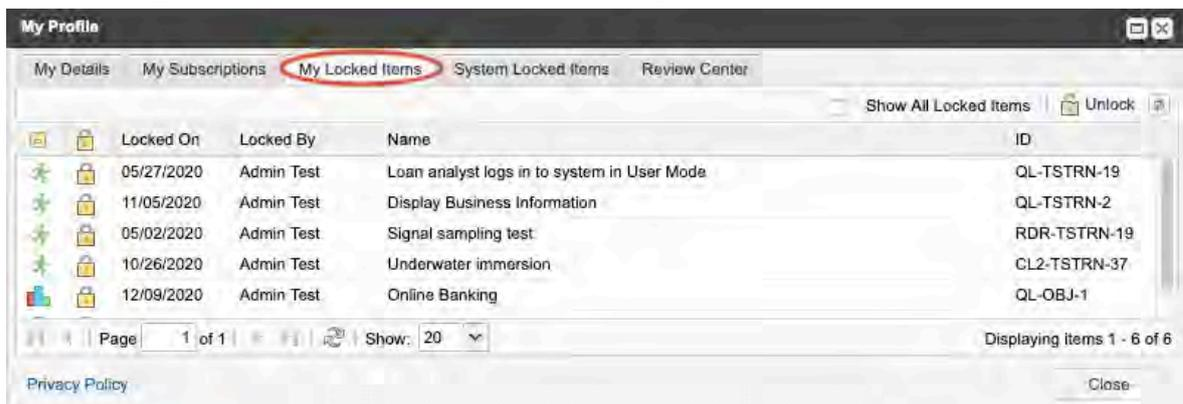 My Profile
My Details My Subscriptions My Locked Items System Locked Items Review Center
Show All Locked Items Unlock
Locked On Locked By Name ID
05/27/2020 Admin Test Loan analyst logs in to system in User Mode QL-TSTRN-19
11/05/2020 Admin Test Display Business Information QL-TSTRN-2
05/02/2020 Admin Test Signal sampling test RDR-TSTRN-19
10/26/2020 Admin Test Underwater immersion CL2-TSTRN-37
12/09/2020 Admin Test Online Banking QL-OBJ-1
Page 1 of 1 Show: 20 Displaying items 1 - 6 of 6
Privacy Policy Close